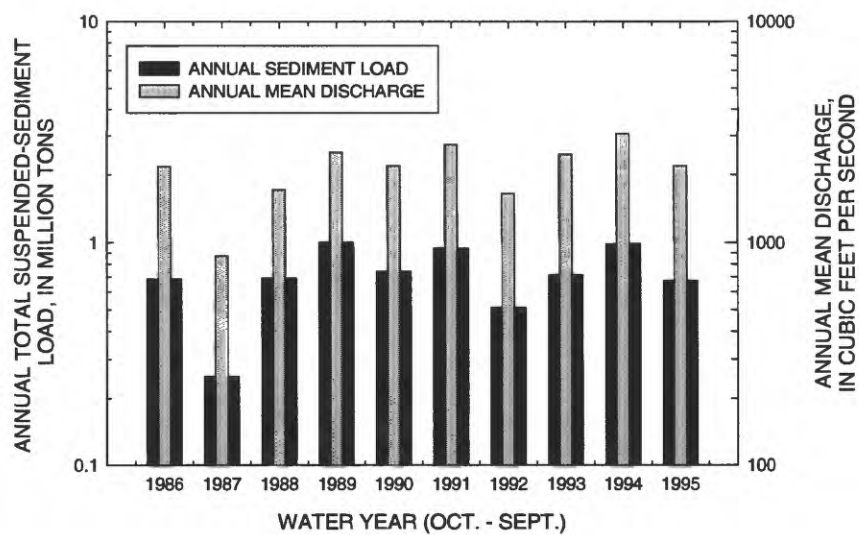 ANNUAL TOTAL SUSPENDED-SEDIMENT
LOAD, IN MILLION TONS
10
1
0.1
ANNUAL SEDIMENT LOAD
ANNUAL MEAN DISCHARGE
10000
1000
100
ANNUAL MEAN DISCHARGE,
IN CUBIC FEET PER SECOND
1986 1987 1988 1989 1990 1991 1992 1993 1994 1995
WATER YEAR (OCT. - SEPT.)